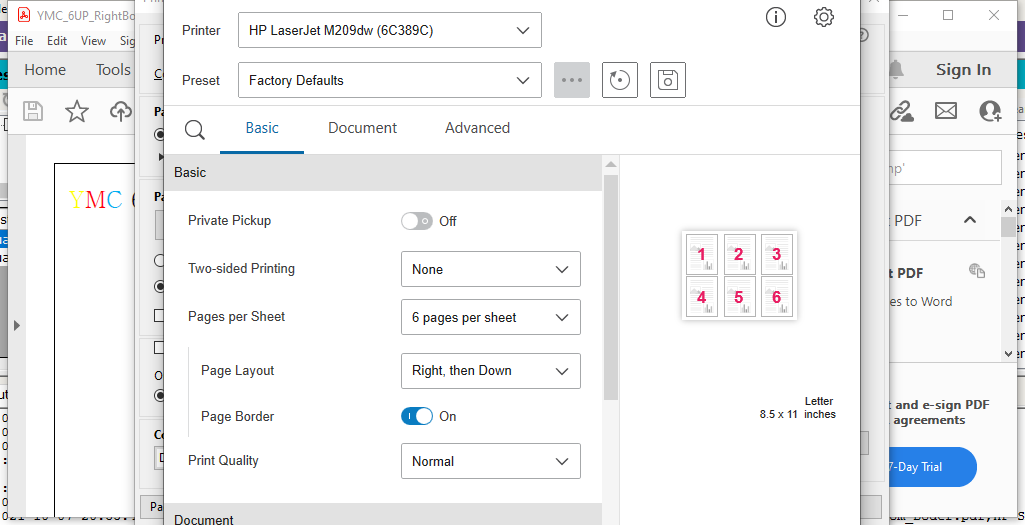 YMC_6UP_RightBo
File Edit View Sig
Home Tools
YMC 6
Printer HP LaserJet M209dw (6C389C)
Preset Factory Defaults
Basic Document Advanced
Basic
Private Pickup Off
Two-sided Printing None
Pages per Sheet 6 pages per sheet
Page Layout Right, then Down
Page Border On
Print Quality Normal
Document
1 2 3
4 5 6
Letter
8.5 x 11 inches
Sign In
PDF
t PDF
es to Word
t and e-sign PDF
agreements
7-Day Trial
Pa